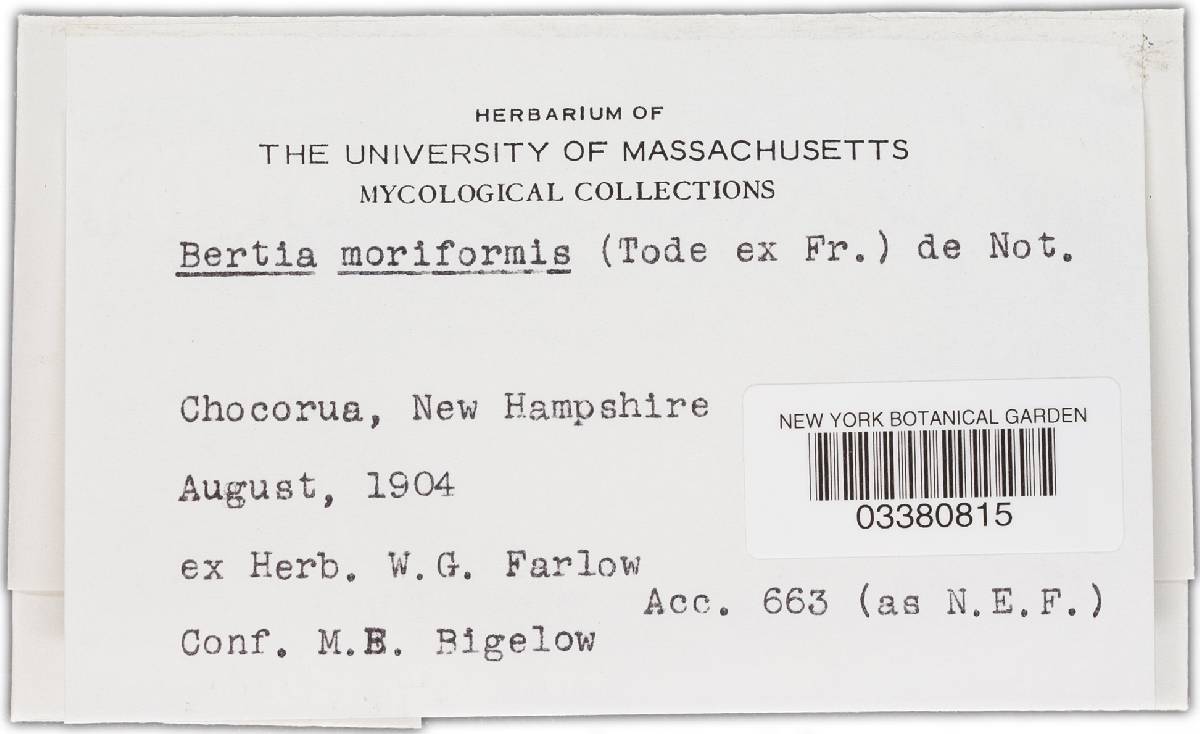 HERBARIUM OF
THE UNIVERSITY OF MASSACHUSETTS
MYCOLOGICAL COLLECTIONS
Bertia moriformis (Tode ex Fr.) de Not.
Chocorua, New Hampshire
August, 1904
ex Herb. W.G. Farlow
Acc. 663 (as N.E.F.)
Conf. M.E. Bigelow
NEW YORK BOTANICAL GARDEN
03380815